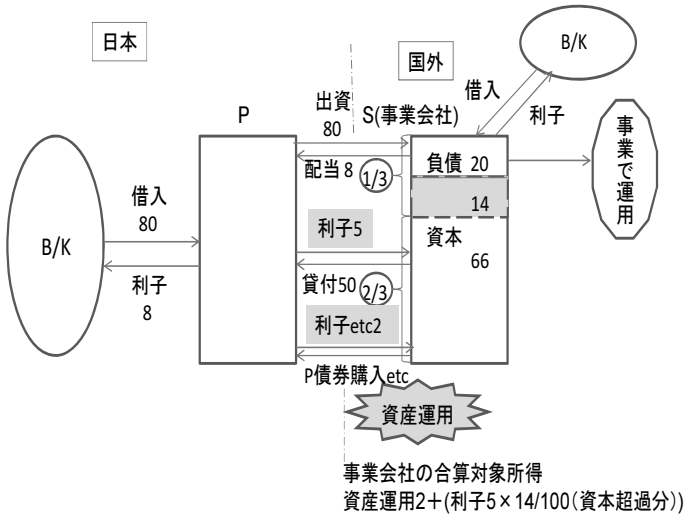 日本
国外
B/K
借入
利子
出資
80
P
S(事業会社)
配当8
1/3
負債 20
14
資本
66
事業で運用
借入
80
B/K
利子
8
利子5
貸付50
2/3
利子etc2
P債券購入etc
資産運用
事業会社の合算対象所得
資産運用2+(利子5×14/100(資本超過分))